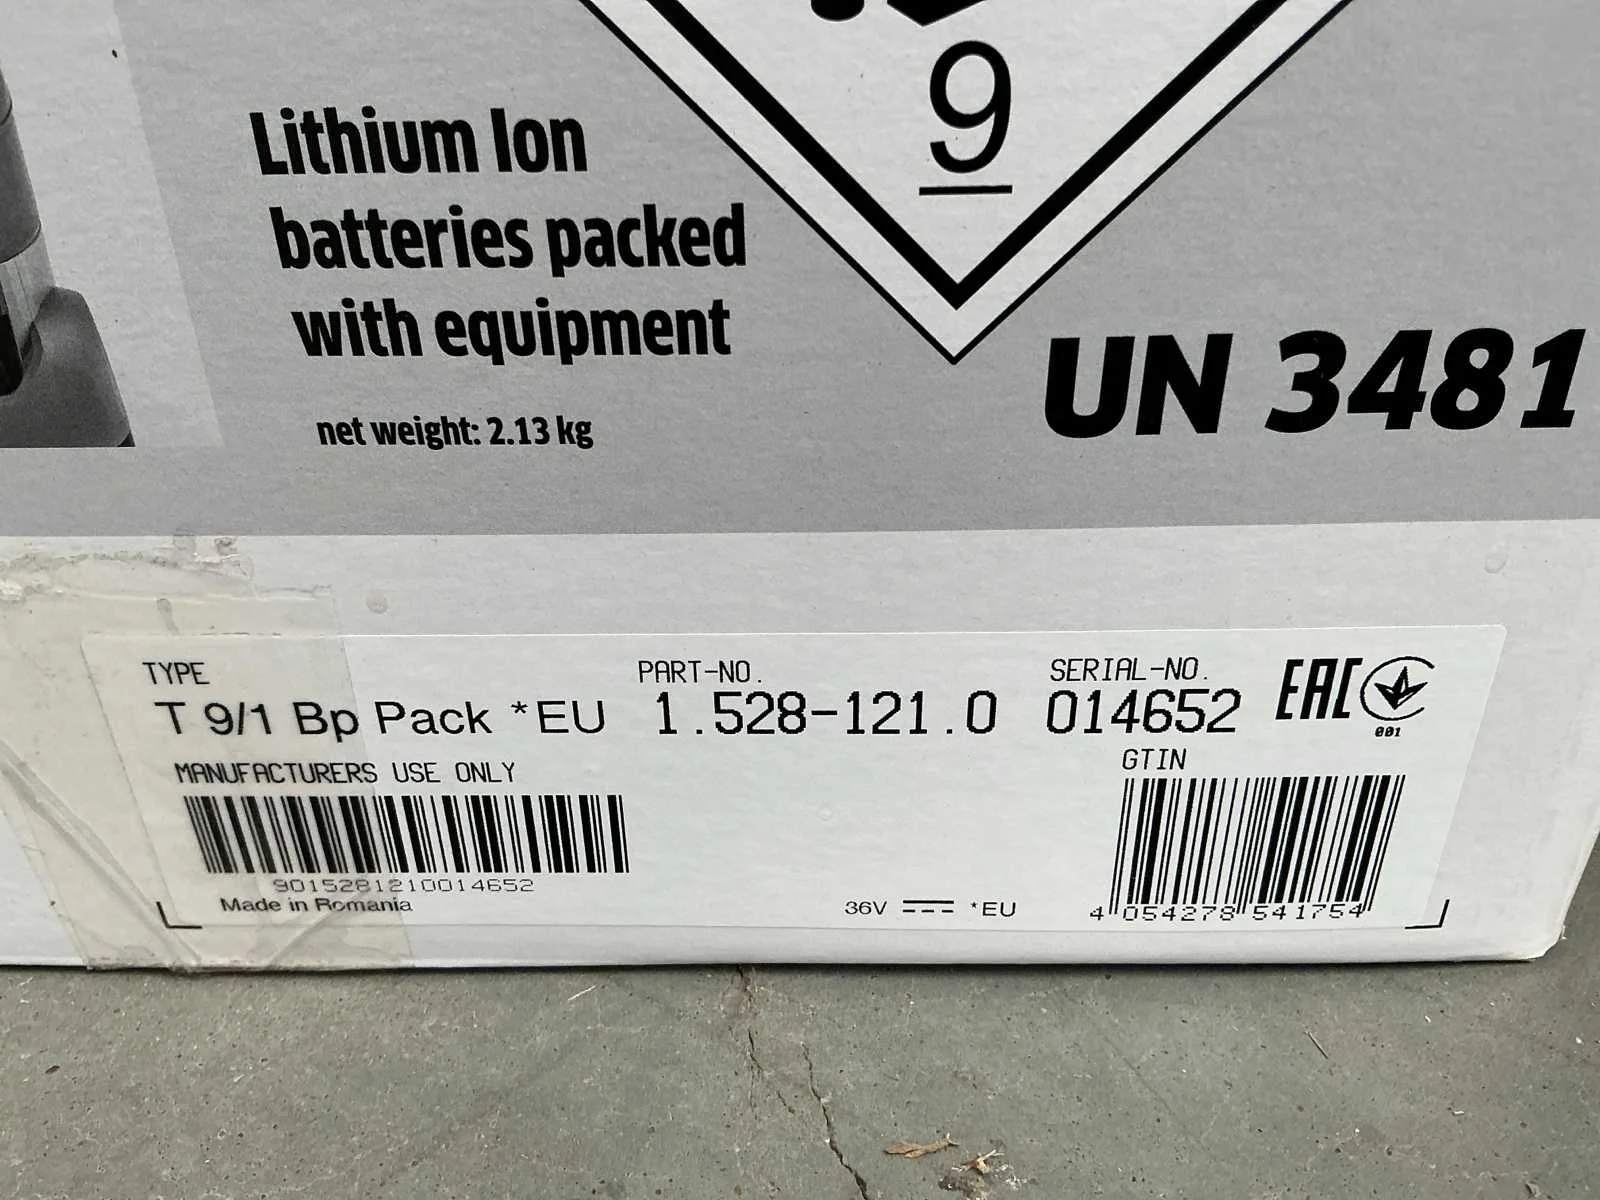 9
Lithium Ion
batteries packed
with equipment
net weight: 2.13 kg
UN 3481
TYPE
T 9/1 Bp Pack *EU
PART-NO.
1.528-121.0
SERIAL-NO.
014652
EAC
001
MANUFACTURERS USE ONLY
9015281210014652
Made in Romania
36V
*EU
GTIN
4 054278 541754